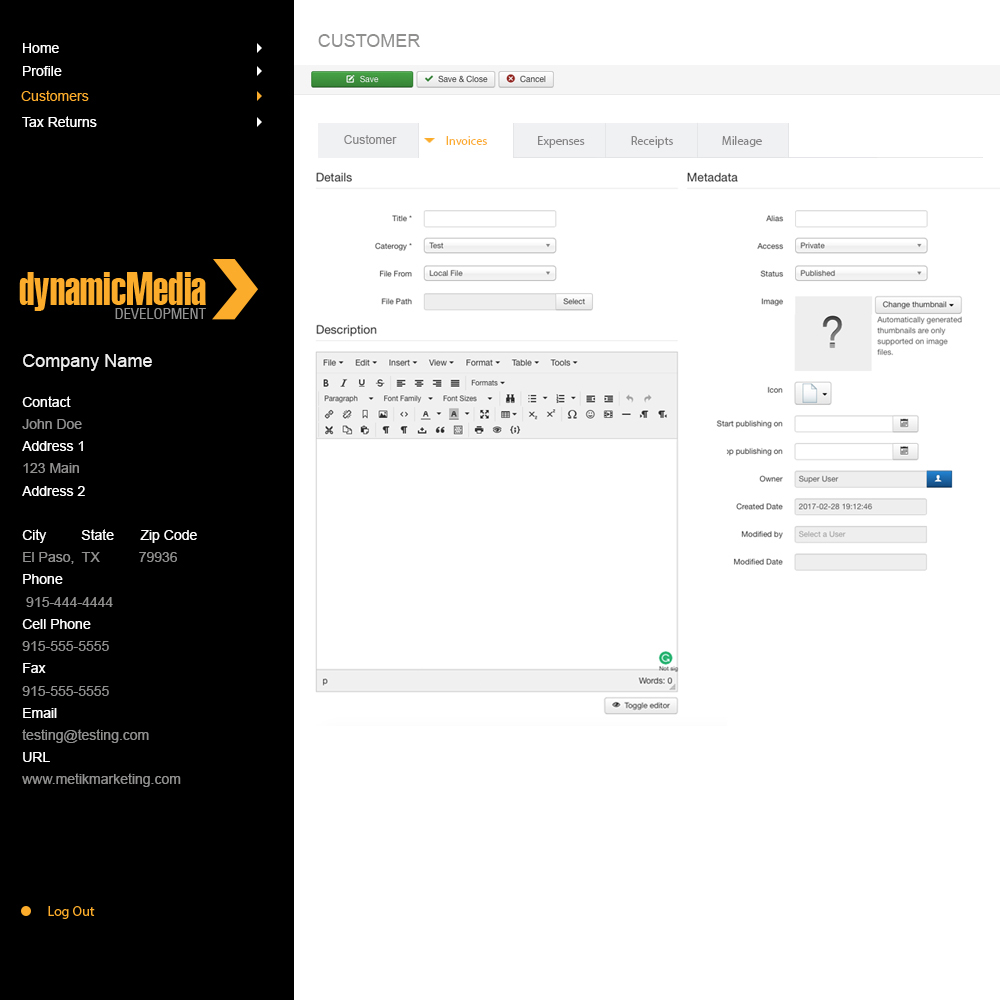 Home
Profile
Customers
Tax Returns
dynamicMedia
DEVELOPMENT
Company Name
Contact
John Doe
Address 1
123 Main
Address 2
City State Zip Code
El Paso, TX 79936
Phone
915-444-4444
Cell Phone
915-555-5555
Fax
915-555-5555
Email
testing@testing.com
URL
www.metikmarketing.com
Log Out
CUSTOMER
Save Save & Close Cancel
Customer Invoices Expenses Receipts Mileage
Details
Title *
Caterogy * Test
File From Local File
File Path Select
Description
File Edit Insert View Format Table Tools
B I U S Formats
Paragraph Font Family Font Sizes
A A
p Words: 0
Not sig
Toggle editor
Metadata
Alias
Access Private
Status Published
Image ? Change thumbnail
Automatically generated
thumbnails are only
supported on image
files.
Icon
Start publishing on
op publishing on
Owner Super User
Created Date 2017-02-28 19:12:46
Modified by Select a User
Modified Date